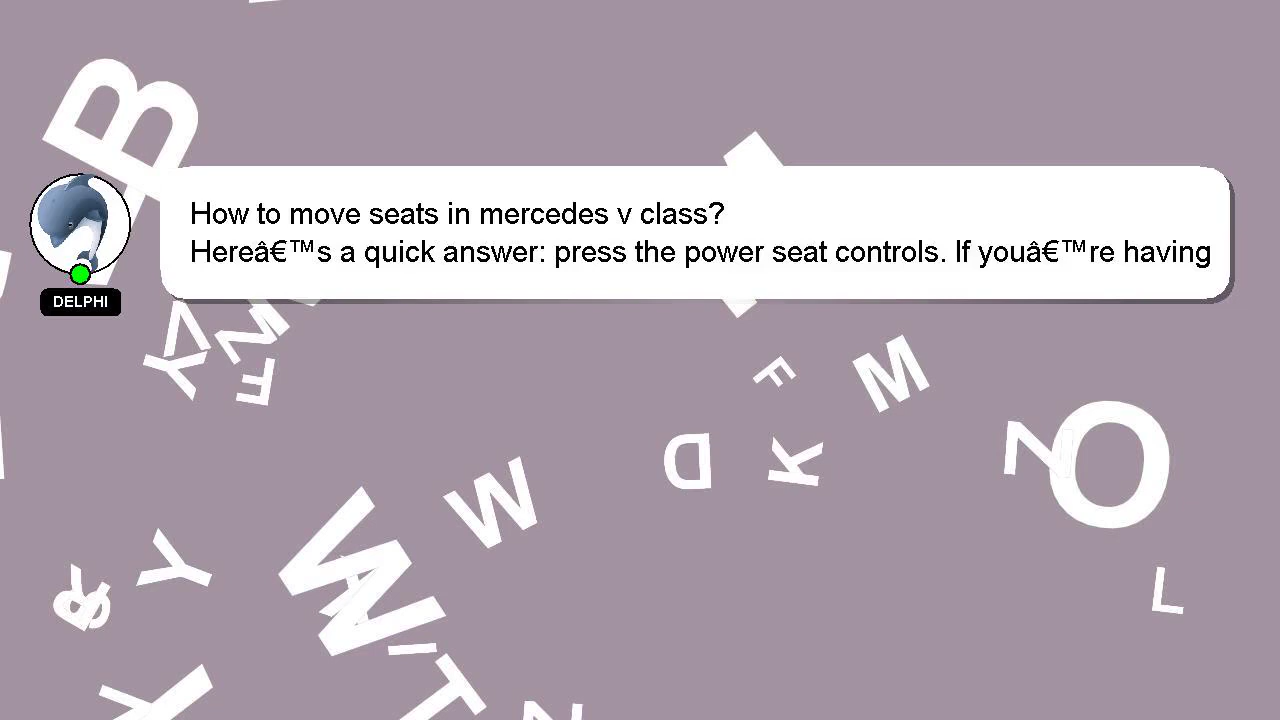 How to move seats in mercedes v class?
Hereâ€™s a quick answer: press the power seat controls. If youâ€™re having
DELPHI
B
V
Z
M
Y
F
F
M
D
K
Z
O
W
W
A
Y
R
L
I
T
Y
Z